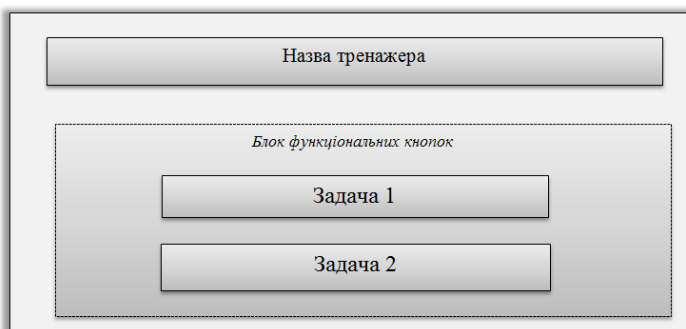 Назва тренажера
Блок функціональних кнопок
Задача 1
Задача 2